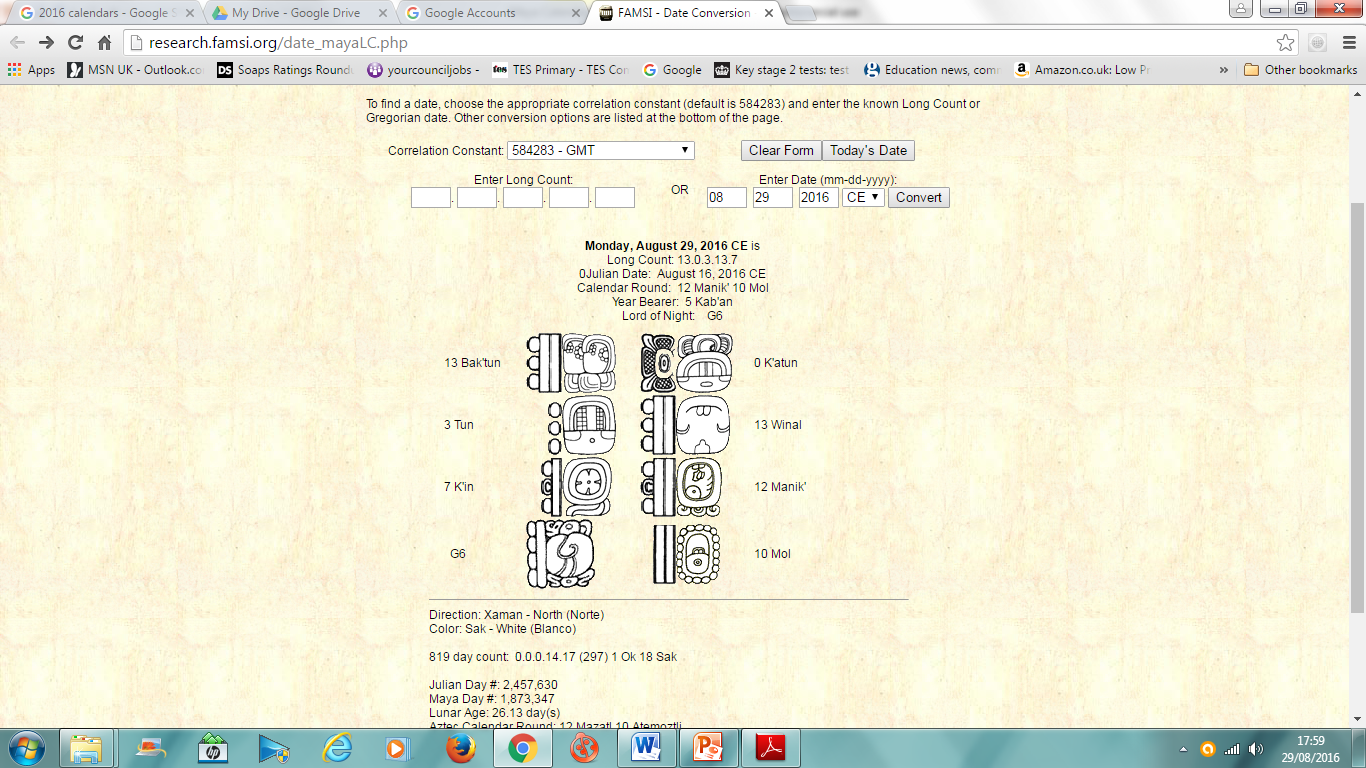 2016 calendars - Google S
My Drive - Google Drive
Google Accounts
FAMSI - Date Conversion
research.famsi.org/date_mayaLC.php
Apps MSN UK - Outlook.co Soaps Ratings Round yourcounciljobs - TES Primary - TES Con Google Key stage 2 tests: test Education news, com Amazon.co.uk: Low P » Other bookmarks
To find a date, choose the appropriate correlation constant (default is 584283) and enter the known Long Count or
Gregorian date. Other conversion options are listed at the bottom of the page.
Correlation Constant: 584283 - GMT Clear Form Today's Date
Enter Long Count: OR Enter Date (mm-dd-yyyy):
. . . . 08 29 2016 CE Convert
Monday, August 29, 2016 CE is
Long Count: 13.0.3.13.7
0Julian Date: August 16, 2016 CE
Calendar Round: 12 Manik' 10 Mol
Year Bearer: 5 Kab'an
Lord of Night: G6
13 Bak'tun 0 K'atun
3 Tun 13 Winal
7 K'in 12 Manik'
G6 10 Mol
Direction: Xaman - North (Norte)
Color: Sak - White (Blanco)
819 day count: 0.0.0.14.17 (297) 1 Ok 18 Sak
Julian Day #: 2,457,630
Maya Day #: 1,873,347
Lunar Age: 26.13 day(s)
Aztec Calendar Round: 12 Mazatl 10 Atemoztli
17:59
29/08/2016